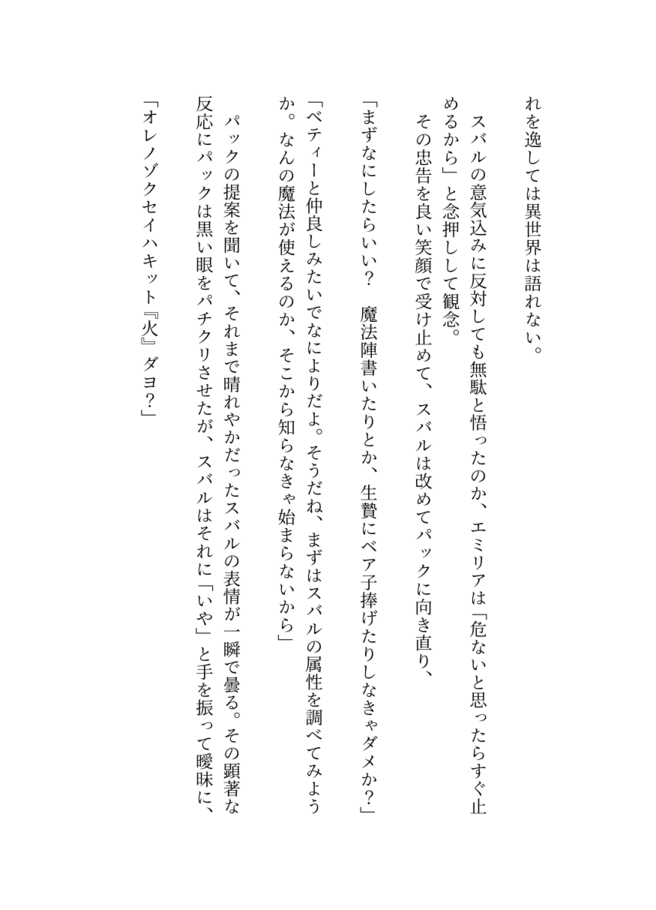 れを逸しては異世界は語れない。
　スバルの意気込みに反対しても無駄と悟ったのか、エミリアは「危ないと思ったらすぐ止
めるから」と念押しして観念。
　その忠告を良い笑顔で受け止めて、スバルは改めてパックに向き直り、
「まずなにしたらいい？　魔法陣書いたりとか、生贄にベア子捧げたりしなきゃダメか？」
「ベティーと仲良しみたいでなによりだよ。そうだね、まずはスバルの属性を調べてみよう
か。なんの魔法が使えるのか、そこから知らなきゃ始まらないから」
　パックの提案を聞いて、それまで晴れやかだったスバルの表情が一瞬で曇る。その顕著な
反応にパックは黒い眼をパチクリさせたが、スバルはそれに「いや」と手を振って曖昧に、
「オレノゾクセイハキット『火』ダヨ？」